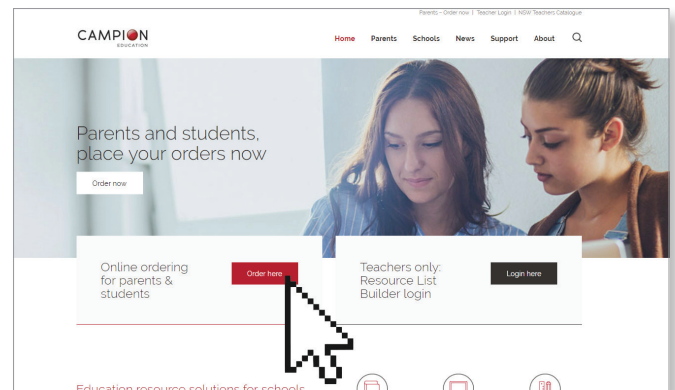 Parents - Order now | Teacher Login | NSW Teachers Catalogue
CAMPION
EDUCATION
Home Parents Schools News Support About
Parents and students,
place your orders now
Order now
Online ordering
for parents &
students
Order here
Teachers only:
Resource List
Builder login
Login here
Education resource solutions for schools